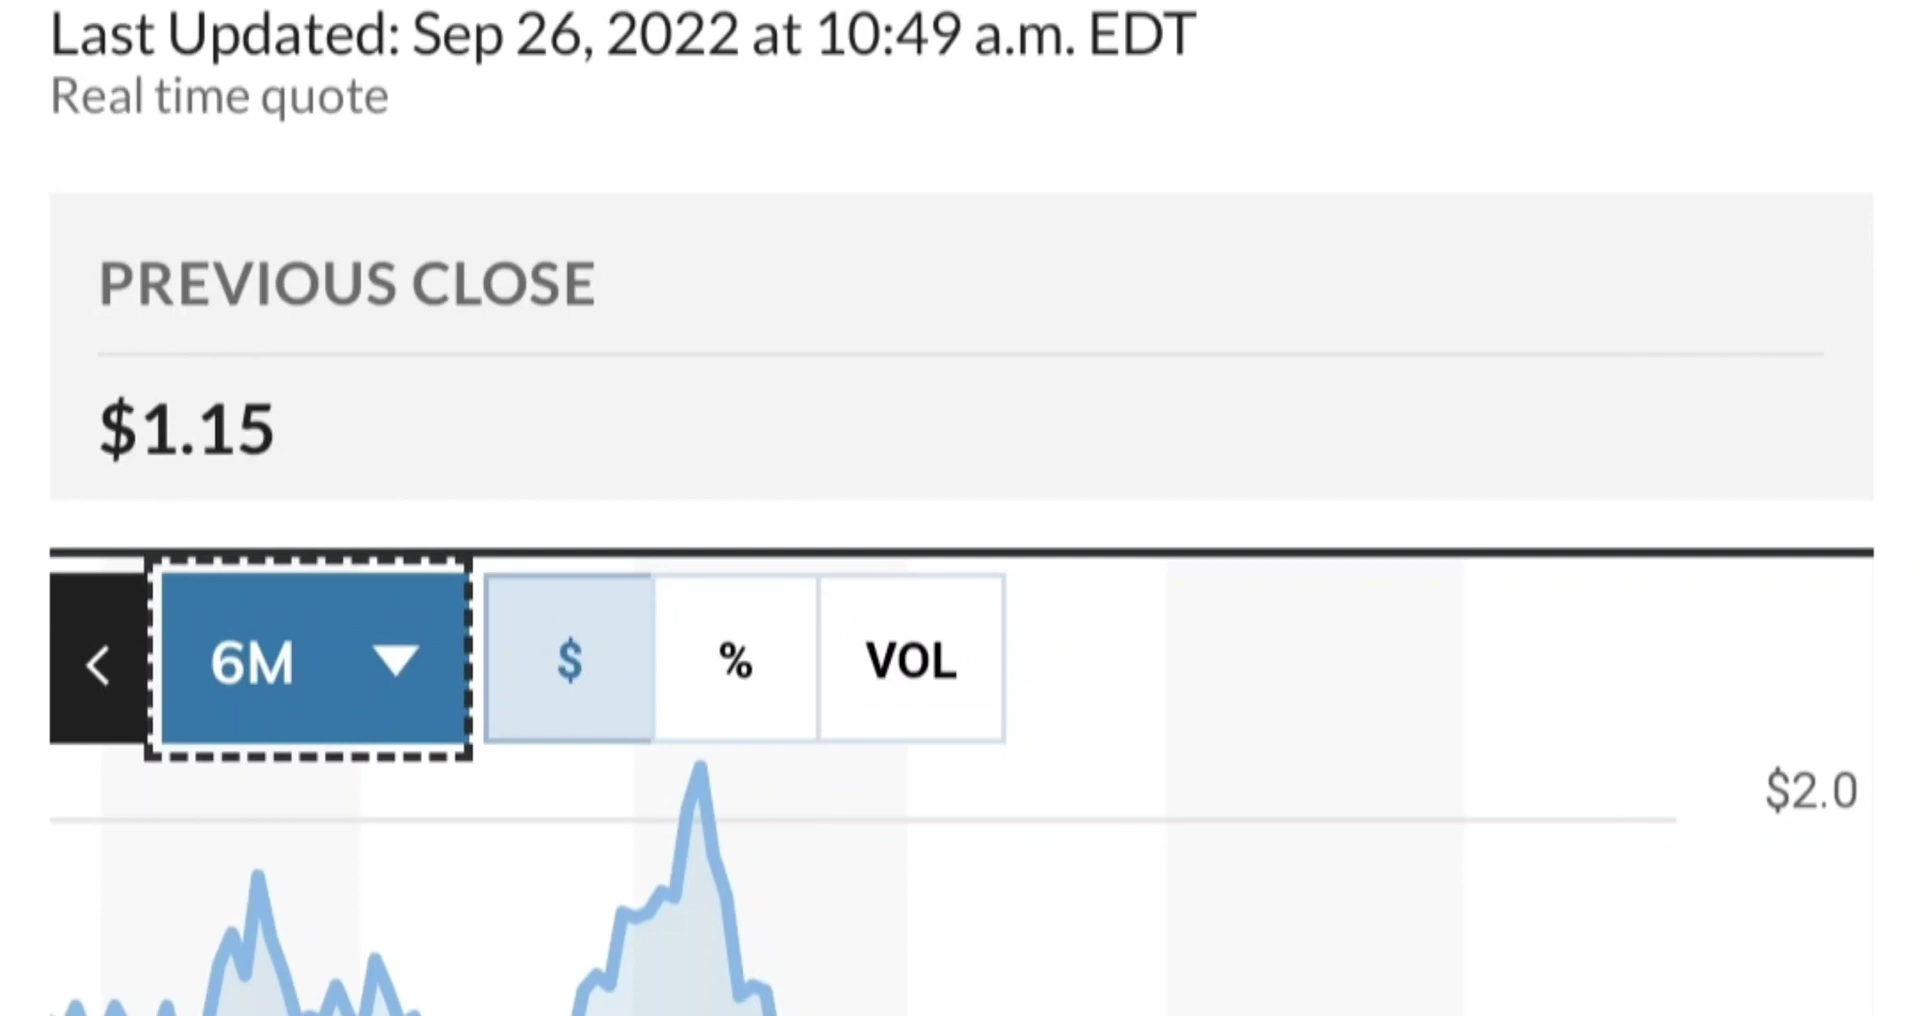 Last Updated: Sep 26, 2022 at 10:49 a.m. EDT
Real time quote
PREVIOUS CLOSE
$1.15
6M $ % VOL
$2.0